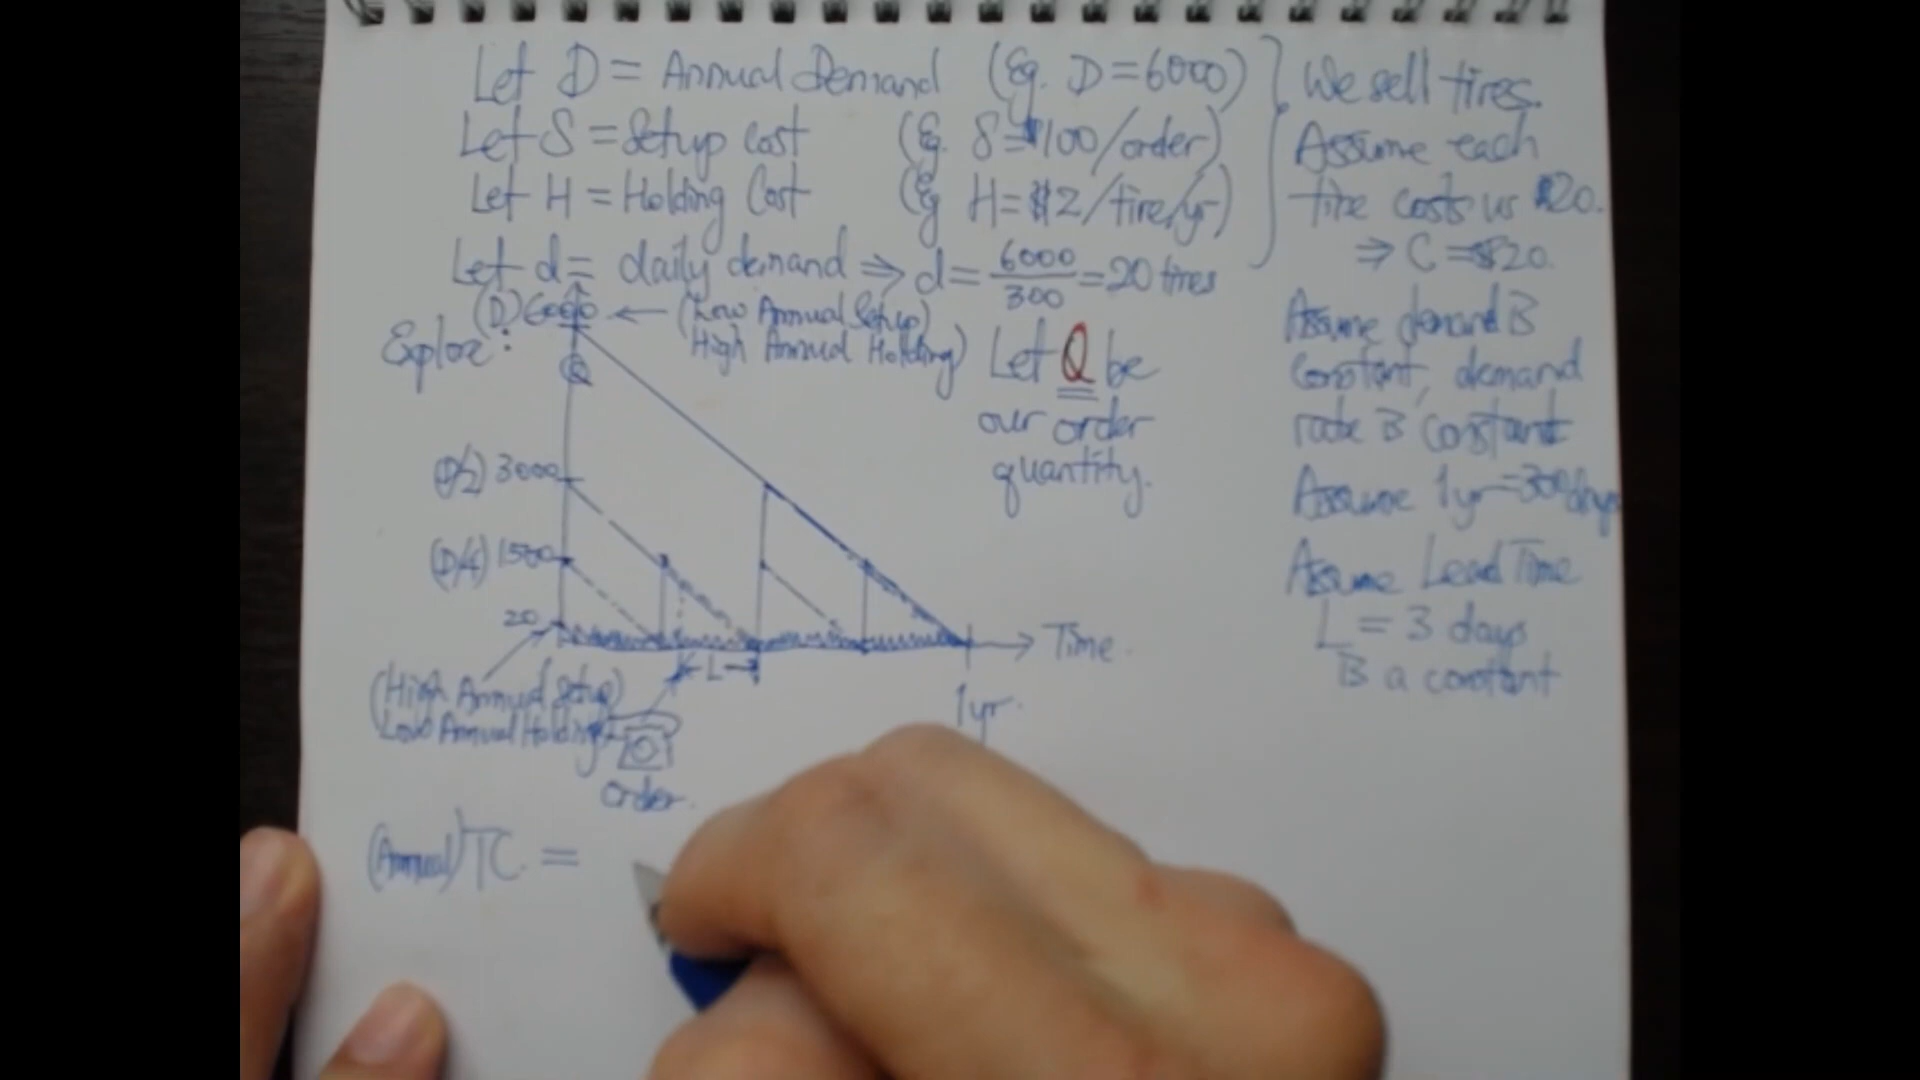 Let D = Annual Demand (Eg. D = 6000)
Let S = Setup Cost (Eg. S = $100/order)
Let H = Holding Cost (Eg H = $2/tire/yr)
Let d = daily demand ⇒ d = 6000/300 = 20 tires
We sell tires.
Assume each
tire costs us $20.
⇒ C = $20.
Assume demand is
constant, demand
rate is constant
Assume 1yr = 300 days
Assume Lead Time
L = 3 days
is a constant
Explore:
(D) 6000 ← (Low Annual Setup)
High Annual Holding)
Q
Let Q be
our order
quantity.
(D/2) 3000
(D/4) 1500
20
Time.
L
1yr.
(High Annual Setup)
Low Annual Holding)
order.
(Annual) TC =